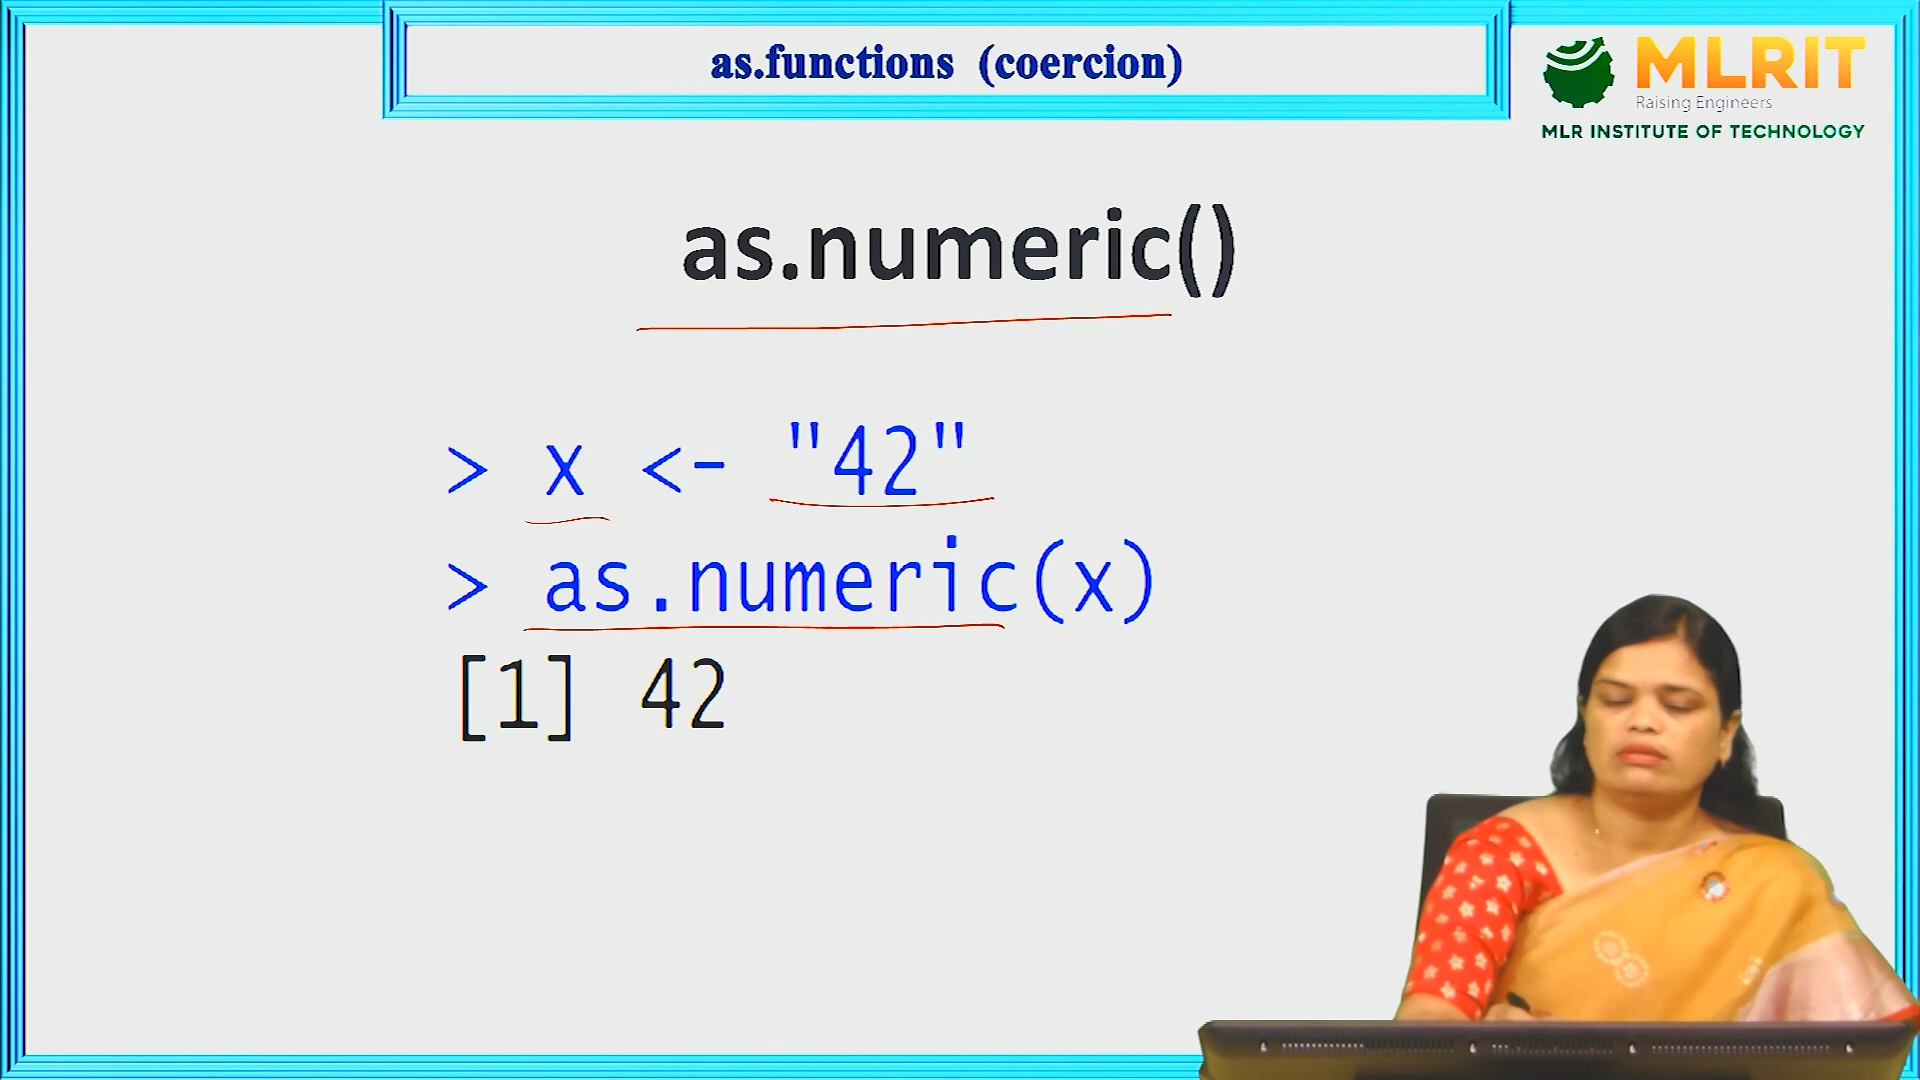 as.functions (coercion)
MLRIT
Raising Engineers
MLR INSTITUTE OF TECHNOLOGY
as.numeric()
> x <- "42"
> as.numeric(x)
[1] 42